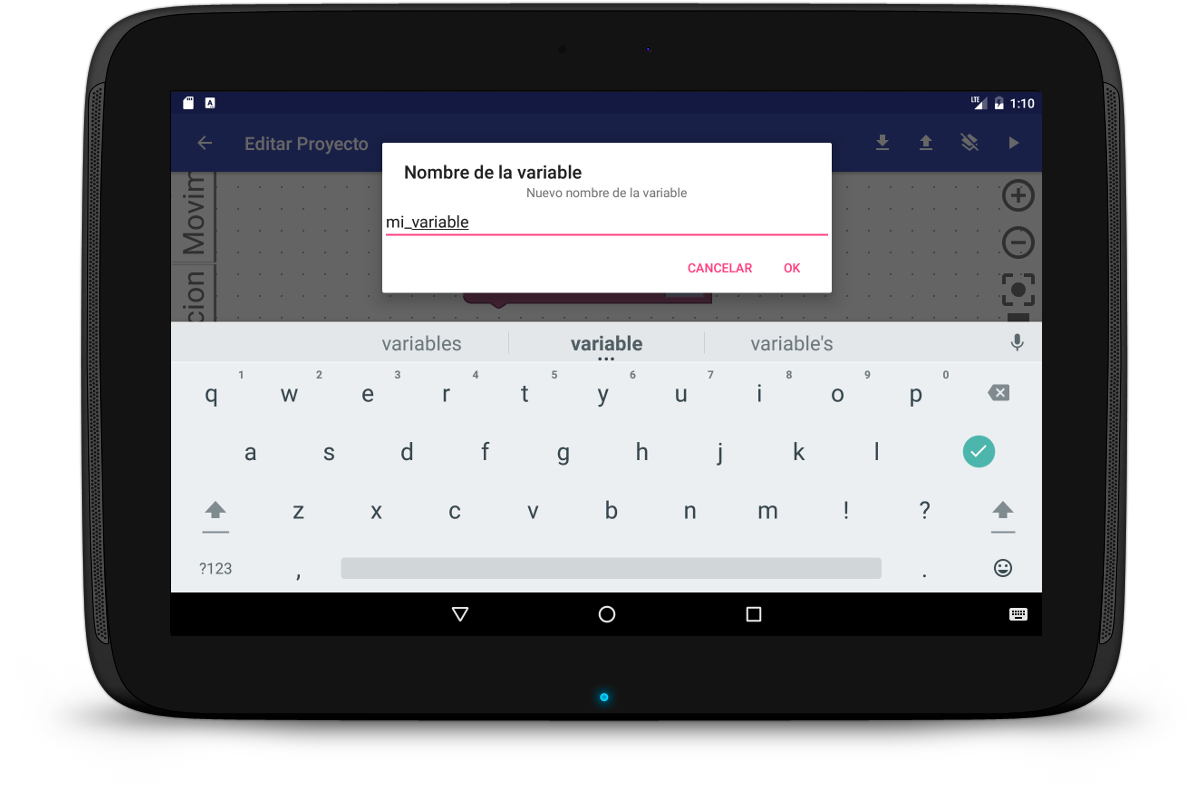 LTE 1:10
Editar Proyecto
Movim
cion
Nombre de la variable
Nuevo nombre de la variable
mi_variable
CANCELAR OK
variables variable variable's
1 2 3 4 5 6 7 8 9 0
q w e r t y u i o p
a s d f g h j k l
z x c v b n m ! ?
?123 , .